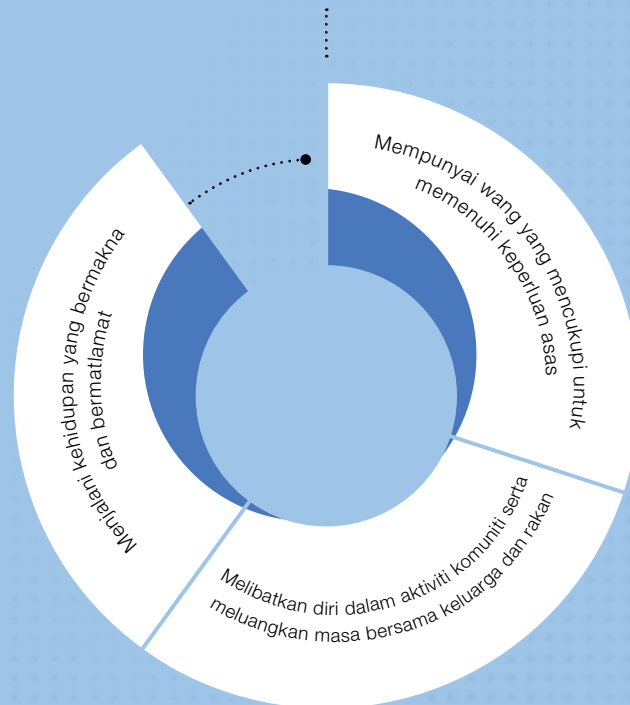 Mempunyai wang yang mencukupi untuk
memenuhi keperluan asas
Melibatkan diri dalam aktiviti komuniti serta
meluangkan masa bersama keluarga dan rakan
Menjalani kehidupan yang bermakna
dan bermatlamat